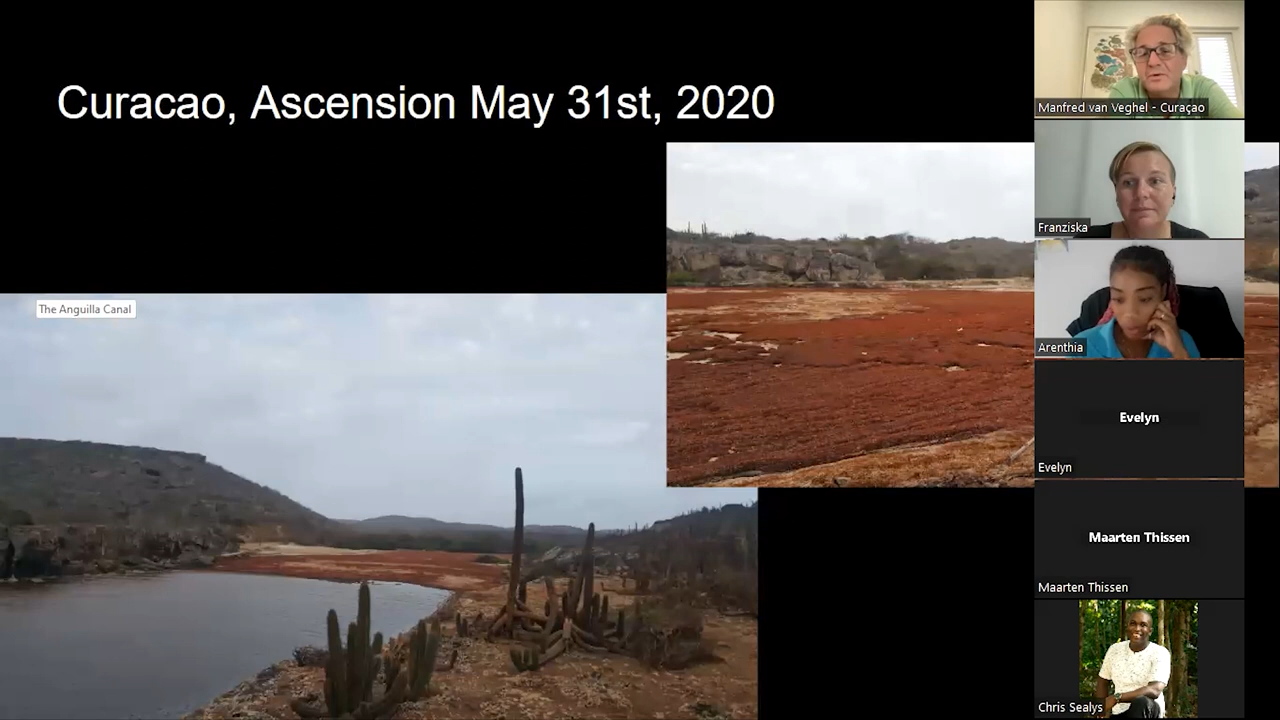 Curacao, Ascension May 31st, 2020
The Anguilla Canal
Manfred van Veghel - Curaçao
Franziska
Arenthia
Evelyn
Evelyn
Maarten Thissen
Maarten Thissen
Chris Sealys